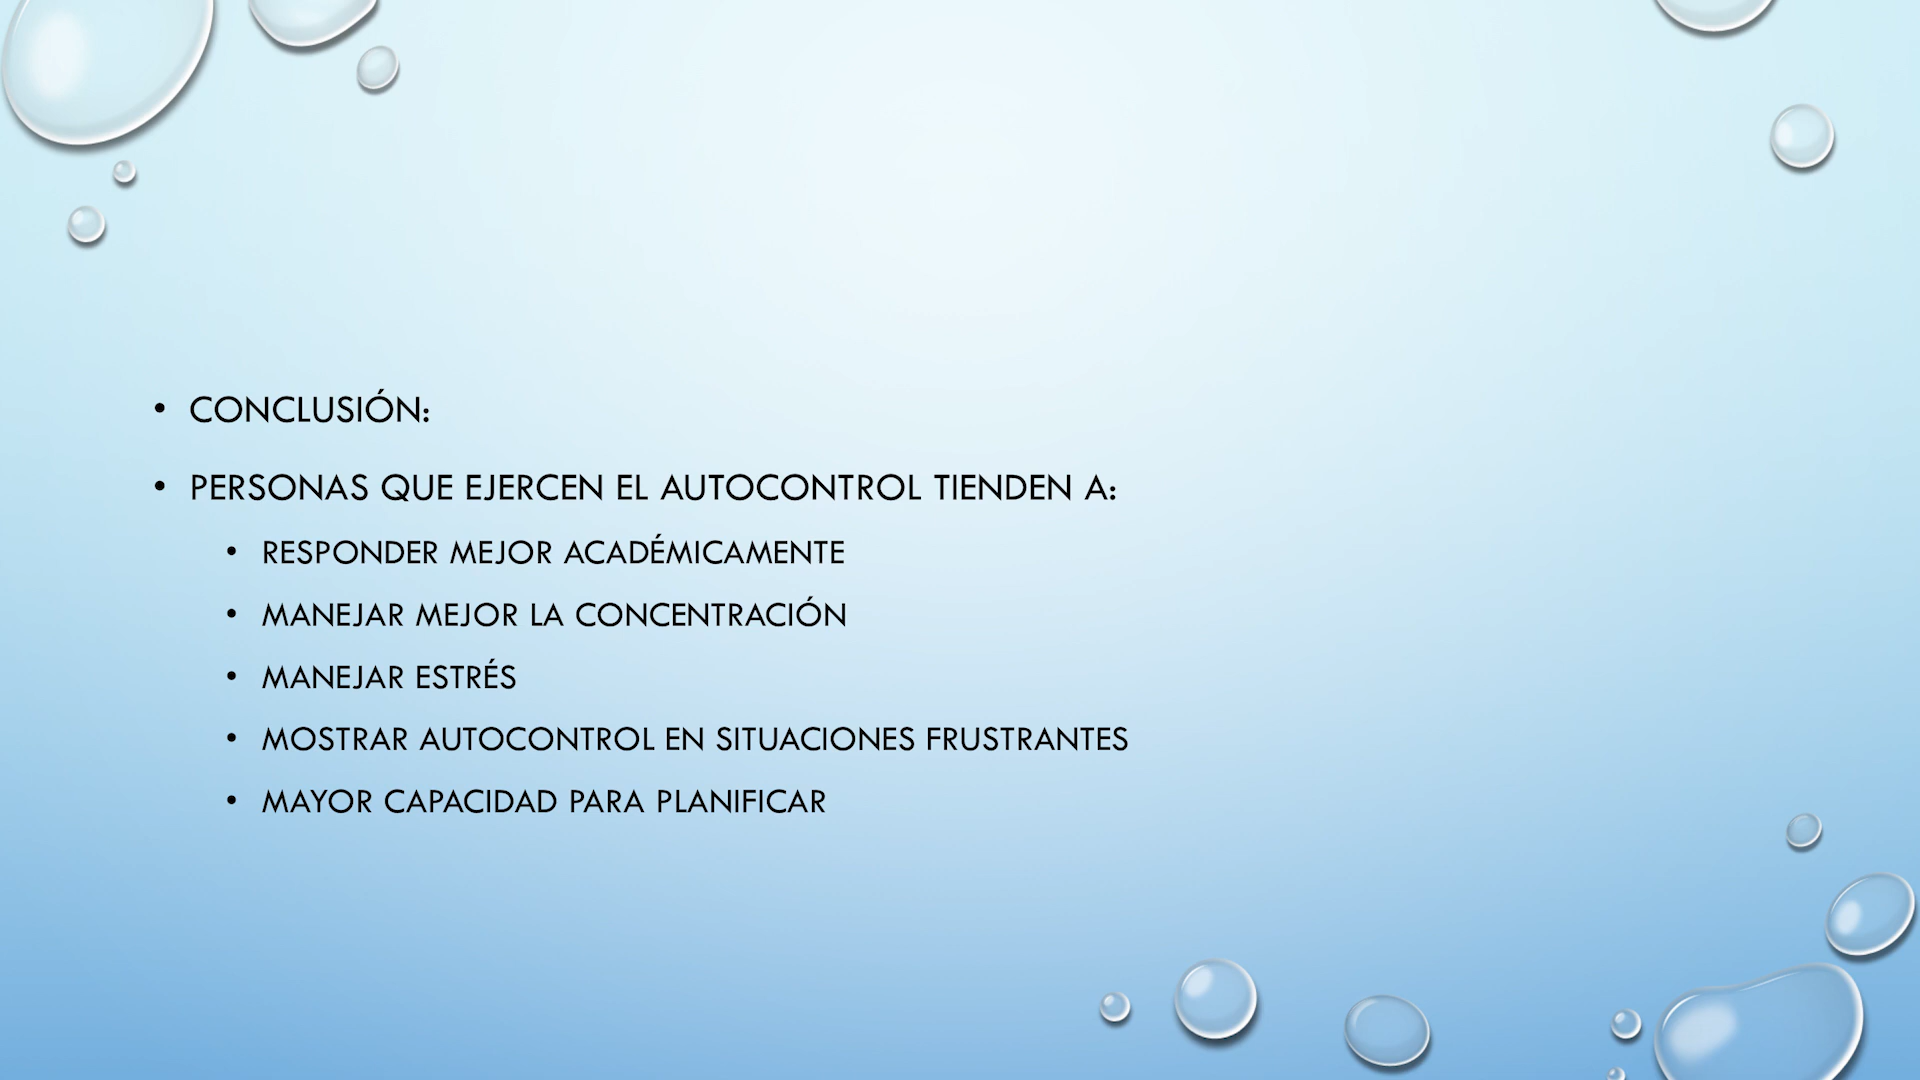 • CONCLUSIÓN:
• PERSONAS QUE EJERCEN EL AUTOCONTROL TIENDEN A:
• RESPONDER MEJOR ACADÉMICAMENTE
• MANEJAR MEJOR LA CONCENTRACIÓN
• MANEJAR ESTRÉS
• MOSTRAR AUTOCONTROL EN SITUACIONES FRUSTRANTES
• MAYOR CAPACIDAD PARA PLANIFICAR